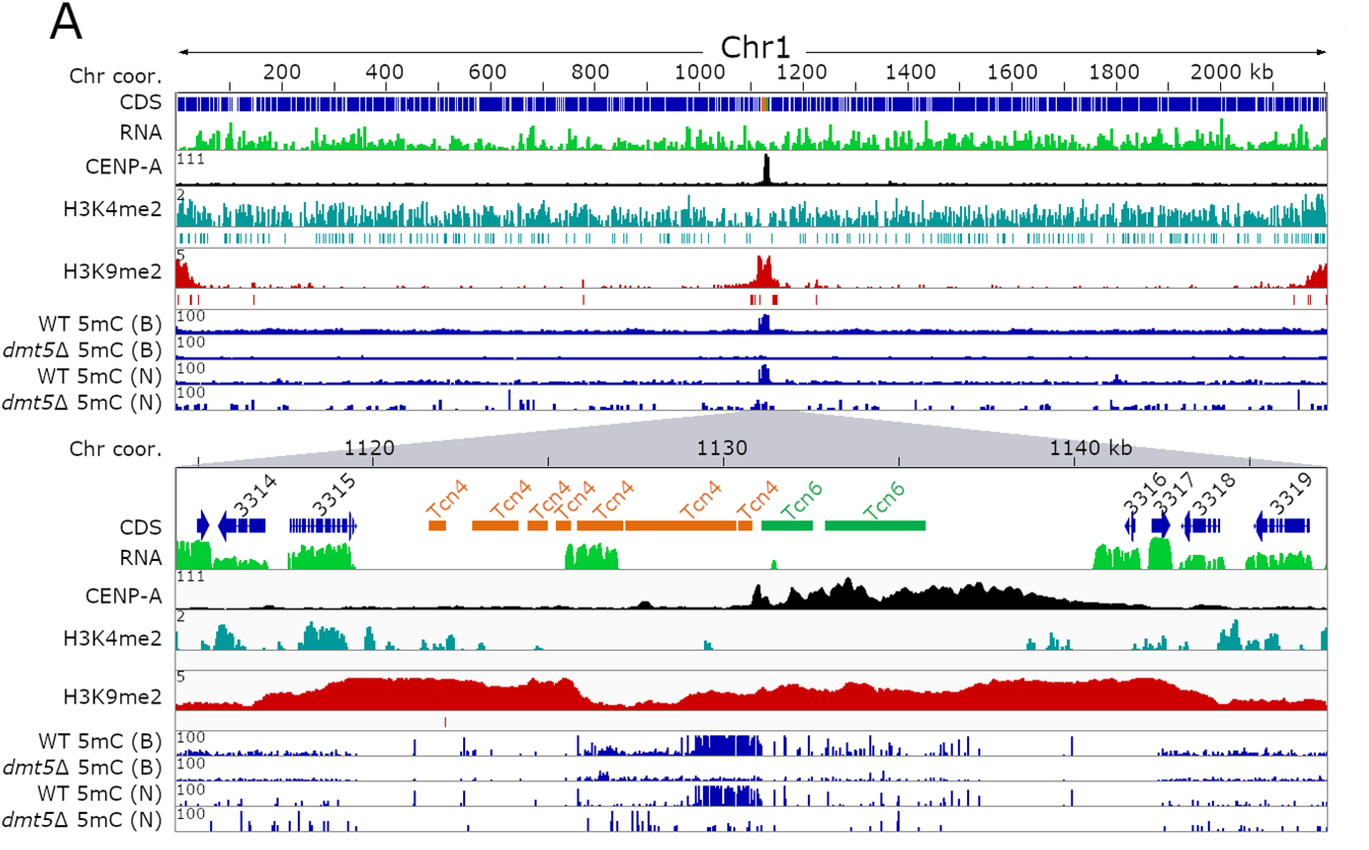 A
Chr1
Chr coor. 200 400 600 800 1000 1200 1400 1600 1800 2000 kb
CDS
RNA
CENP-A 111
H3K4me2 2
H3K9me2 5
WT 5mC (B) 100
dmt5Δ 5mC (B) 100
WT 5mC (N) 100
dmt5Δ 5mC (N) 100
Chr coor. 1120 1130 1140 kb
3314 3315 Tcn4 Tcn4 Tcn4 Tcn4 Tcn4 Tcn4 Tcn4 Tcn6 Tcn6 3316 3317 3318 3319
CDS
RNA
CENP-A 111
H3K4me2 2
H3K9me2 5
WT 5mC (B) 100
dmt5Δ 5mC (B) 100
WT 5mC (N) 100
dmt5Δ 5mC (N) 100